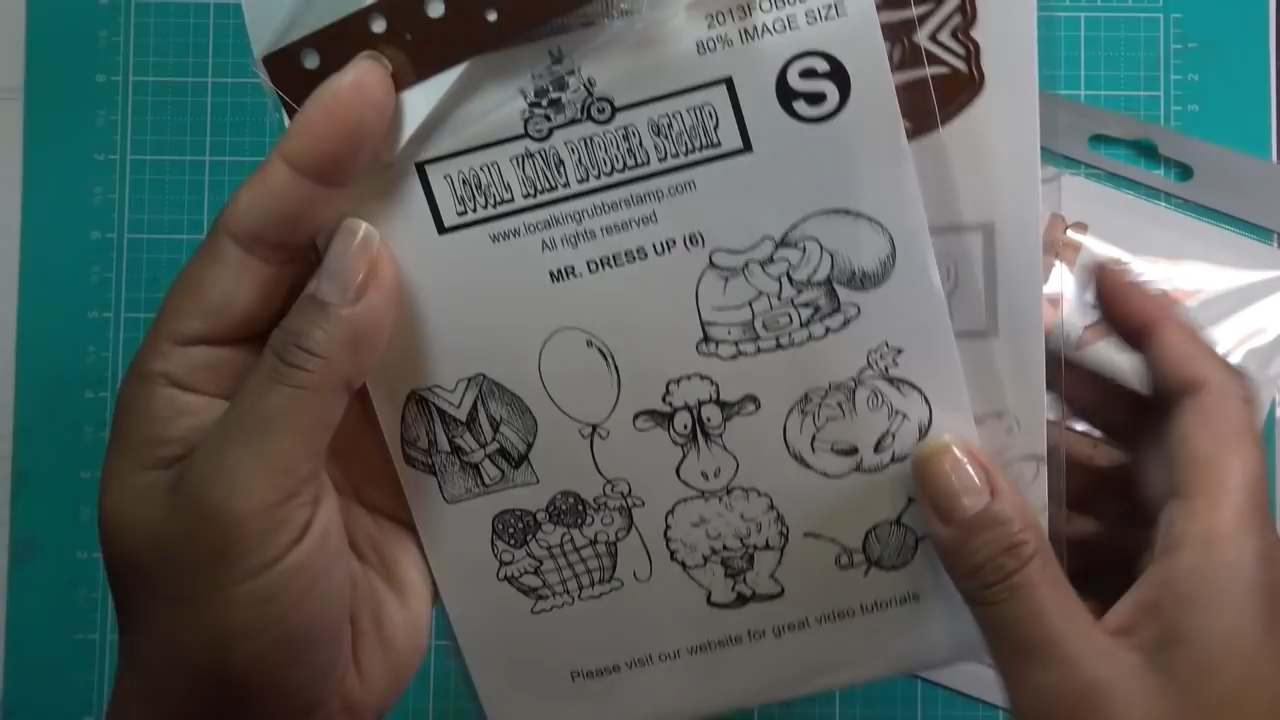 80% IMAGE SIZE
S
LOCAL KING RUBBER STAMP
www.localkingrubberstamp.com
All rights reserved
MR. DRESS UP (6)
Please visit our website for great video tutorials